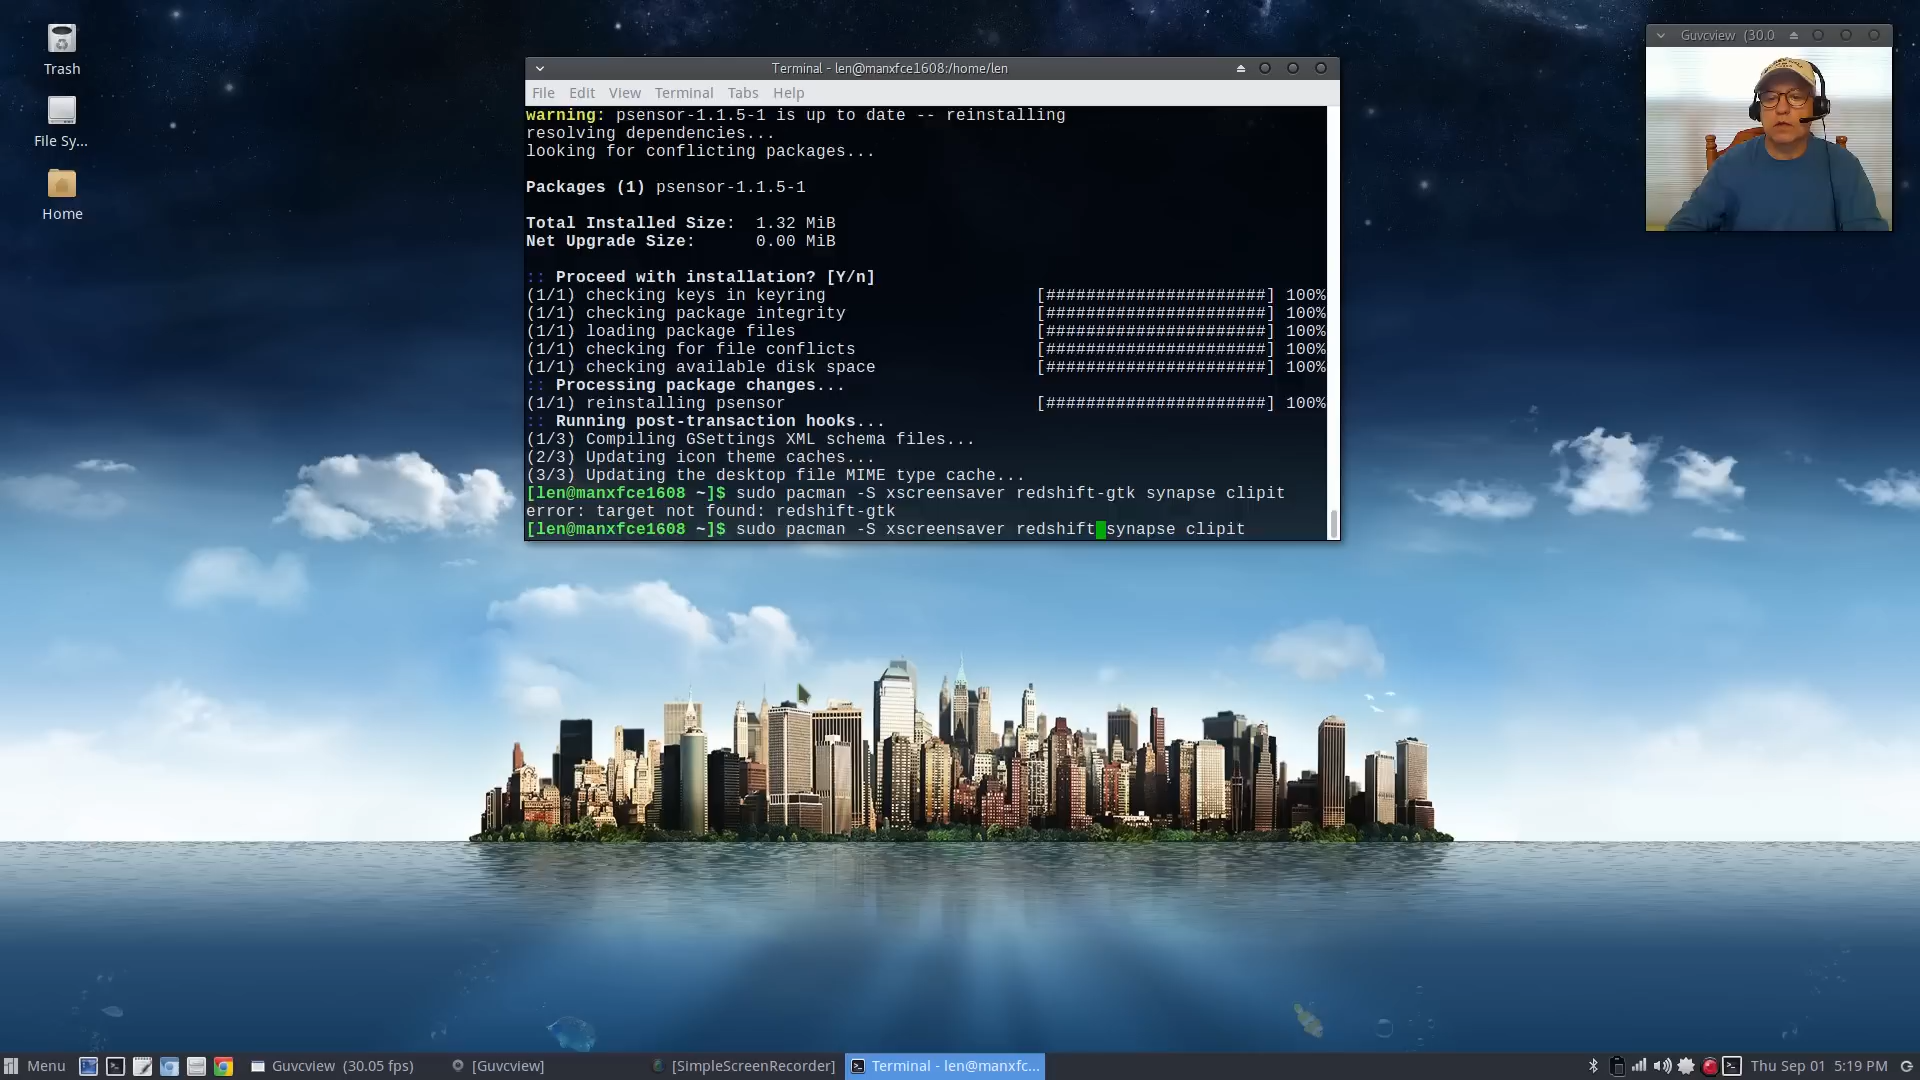 Trash
File Sy...
Home
Guvcview (30.0
Terminal - len@manxfce1608:/home/len
File Edit View Terminal Tabs Help
warning: psensor-1.1.5-1 is up to date -- reinstalling
resolving dependencies...
looking for conflicting packages...
Packages (1) psensor-1.1.5-1
Total Installed Size: 1.32 MiB
Net Upgrade Size: 0.00 MiB
:: Proceed with installation? [Y/n]
(1/1) checking keys in keyring [######################] 100%
(1/1) checking package integrity [######################] 100%
(1/1) loading package files [######################] 100%
(1/1) checking for file conflicts [######################] 100%
(1/1) checking available disk space [######################] 100%
:: Processing package changes...
(1/1) reinstalling psensor [######################] 100%
:: Running post-transaction hooks...
(1/3) Compiling GSettings XML schema files...
(2/3) Updating icon theme caches...
(3/3) Updating the desktop file MIME type cache...
[len@manxfce1608 ~]$ sudo pacman -S xscreensaver redshift-gtk synapse clipit
error: target not found: redshift-gtk
[len@manxfce1608 ~]$ sudo pacman -S xscreensaver redshift synapse clipit
Menu Guvcview (30.05 fps) [Guvcview] [SimpleScreenRecorder] Terminal - len@manxfc... Thu Sep 01 5:19 PM